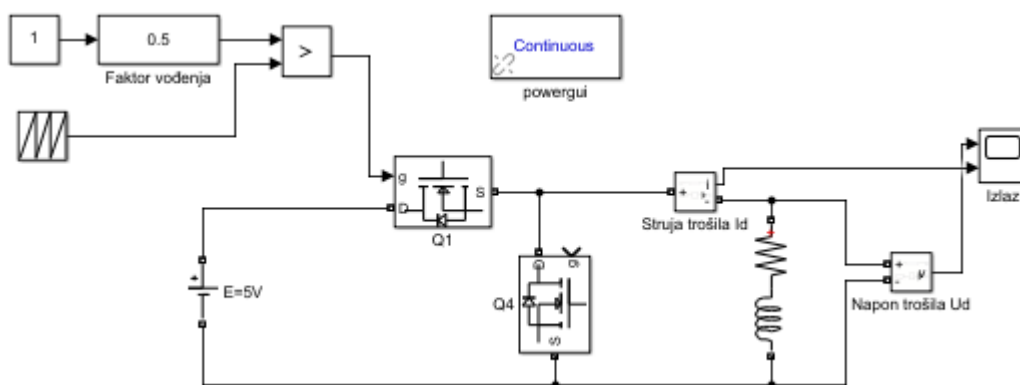 1
0.5
>
Faktor vođenja
Continuous
powergui
g
D
S
Q1
Struja trošila Id
+
i
-
Izlaz
E=5V
+
Q4
D
g
S
+
-
v
Napon trošila Ud